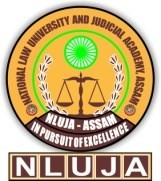 NATIONAL LAW UNIVERSITY AND JUDICIAL ACADEMY, ASSAM
NLUJA - ASSAM
IN PURSUIT OF EXCELLENCE
NLUJA